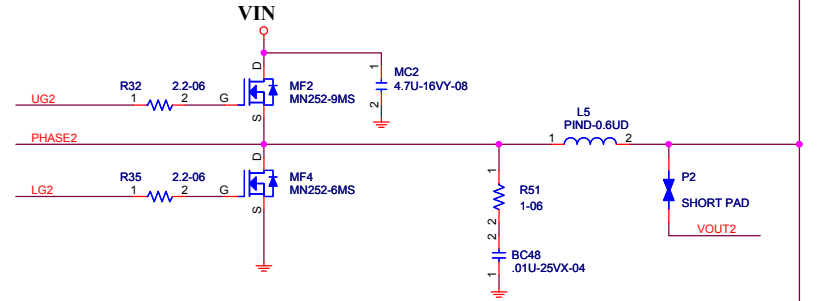 VIN
D
1
MC2
4.7U-16VY-08
2
R32 2.2-06
1 2
G
MF2
MN252-9MS
UG2
S
L5
PIND-0.6UD
PHASE2
1 2
D
R35 2.2-06
1 2
G
MF4
MN252-6MS
LG2
S
1
R51
1-06
2
P2
SHORT PAD
VOUT2
2
BC48
.01U-25VX-04
1